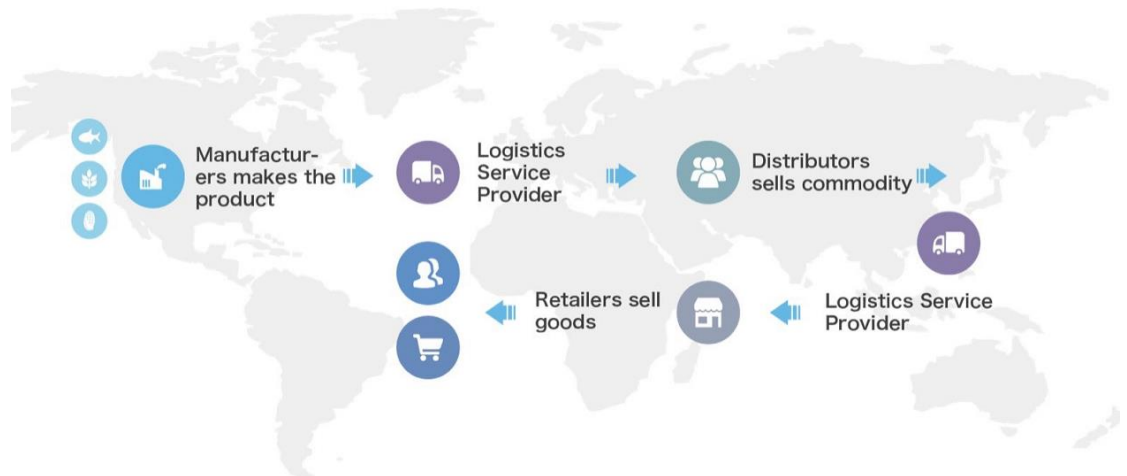 Manufactur-
ers makes the
product
Logistics
Service
Provider
Distributors
sells commodity
Logistics Service
Provider
Retailers sell
goods